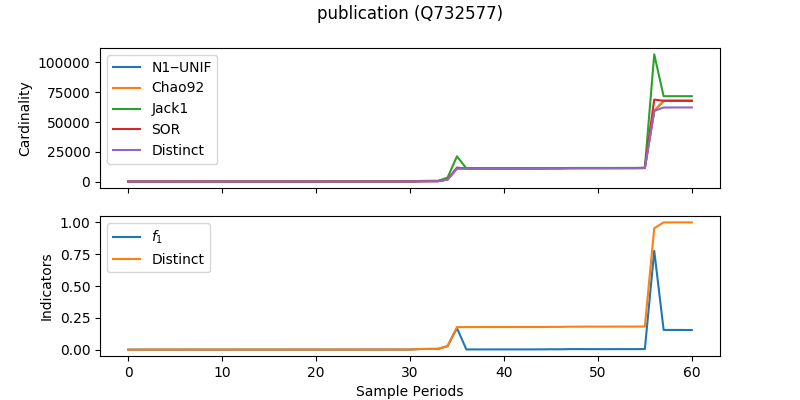 publication (Q732577)
Cardinality
100000
75000
50000
25000
0
N1‒UNIF
Chao92
Jack1
SOR
Distinct
Indicators
1.00
0.75
0.50
0.25
0.00
f₁
Distinct
0 10 20 30 40 50 60
Sample Periods